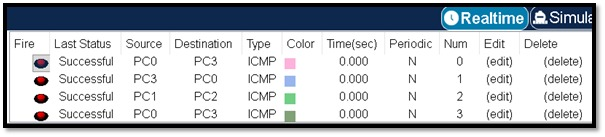 Realtime Simula
Fire Last Status Source Destination Type Color Time(sec) Periodic Num Edit Delete
Successful PC0 PC3 ICMP 0.000 N 0 (edit) (delete)
Successful PC3 PC0 ICMP 0.000 N 1 (edit) (delete)
Successful PC1 PC2 ICMP 0.000 N 2 (edit) (delete)
Successful PC0 PC3 ICMP 0.000 N 3 (edit) (delete)